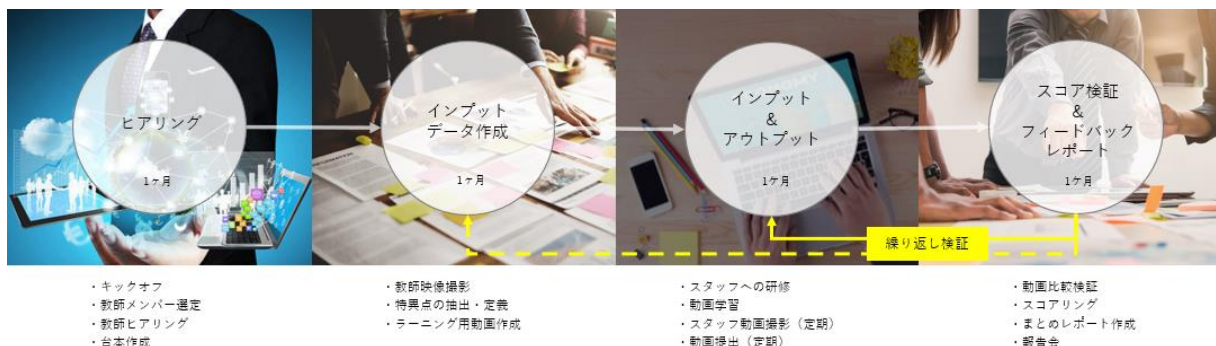 ヒアリング
1ヶ月
インプット
データ作成
1ヶ月
インプット
&
アウトプット
1ヶ月
スコア検証
&
フィードバック
レポート
1ケ月
繰り返し検証
・キックオフ
・教師メンバー選定
・教師ヒアリング
・台本作成
・教師映像撮影
・特異点の抽出・定義
・ラーニング用動画作成
・スタッフへの研修
・動画学習
・スタッフ動画撮影（定期）
・動画提出（定期）
・動画比較検証
・スコアリング
・まとめレポート作成
・報告会